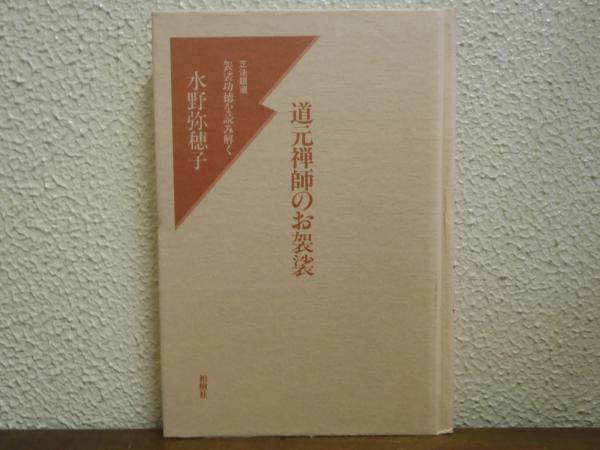 道元禅師のお袈裟
正法眼蔵
袈裟功徳を読み解く
水野弥穂子
柏樹社